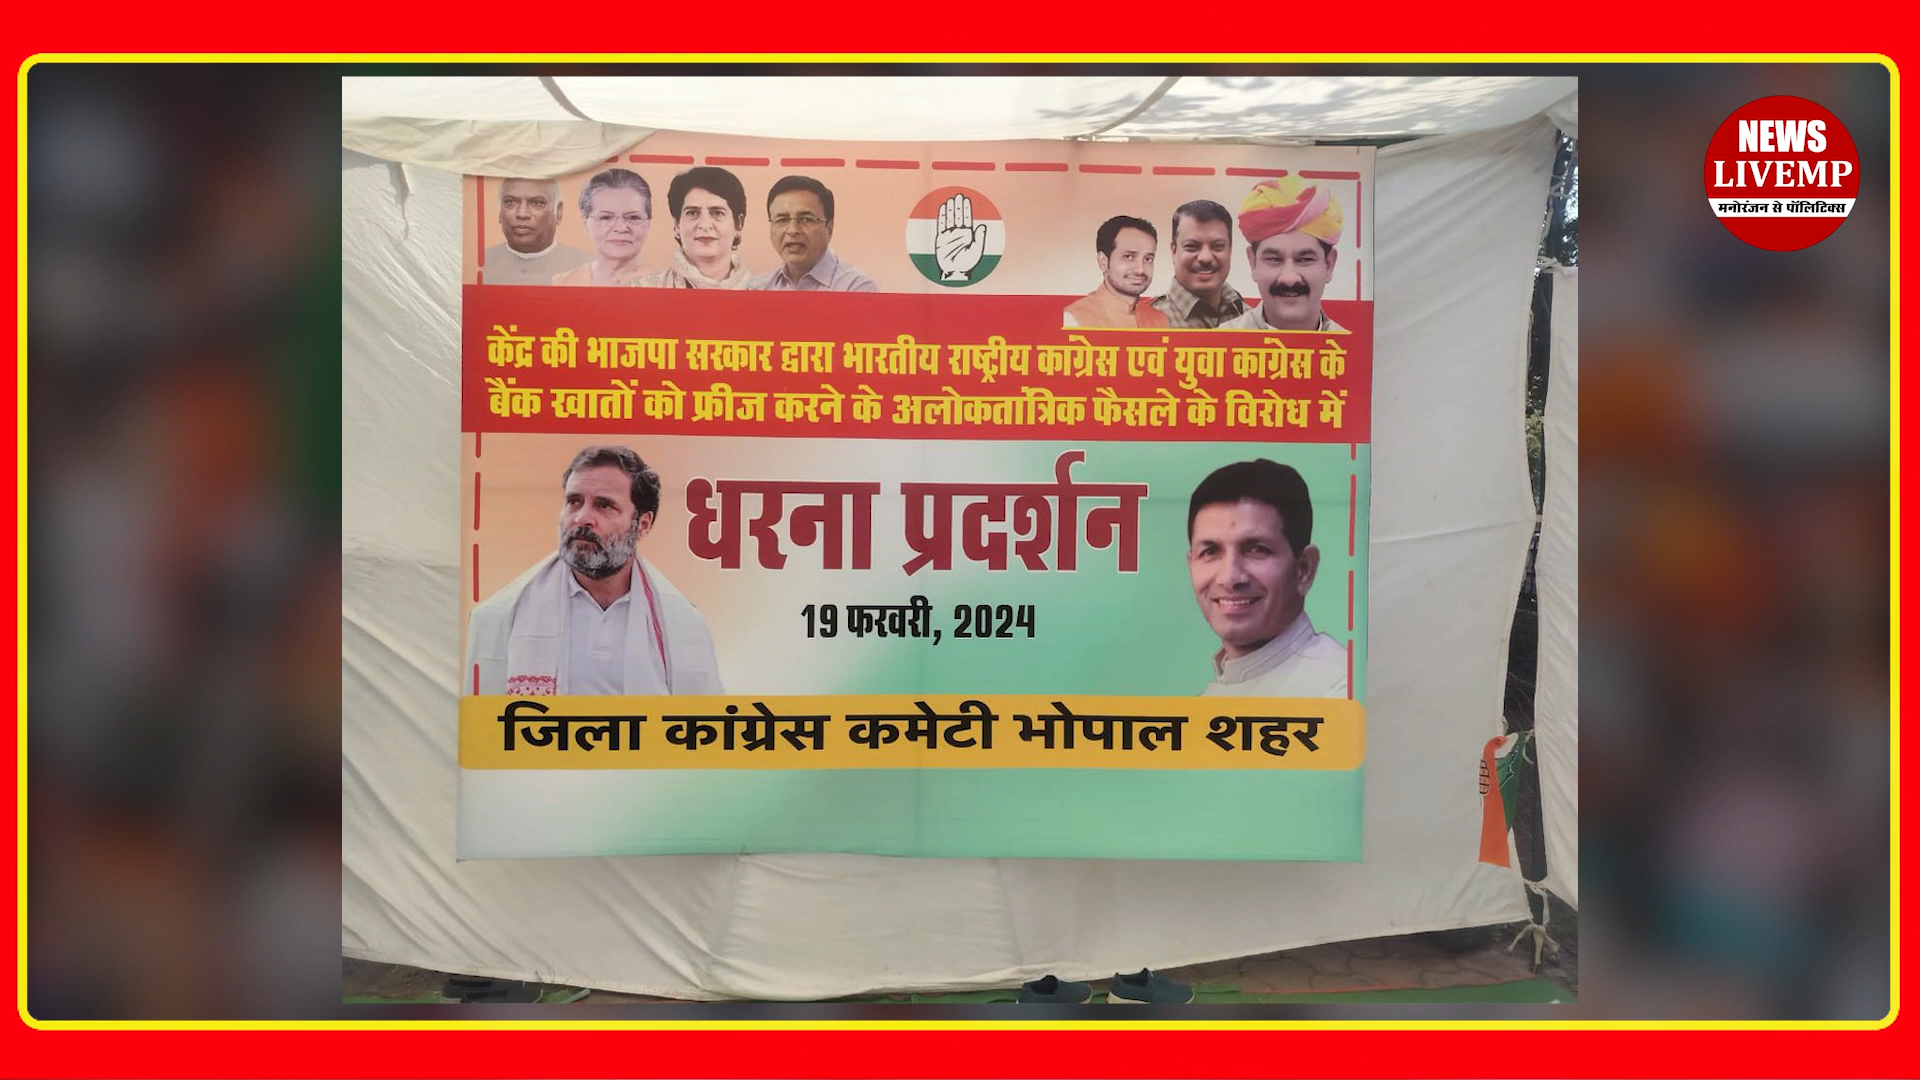 NEWS
LIVEMP
मनोरंजन से पॉलिटिक्स
केंद्र की भाजपा सरकार द्वारा भारतीय राष्ट्रीय कांग्रेस एवं युवा कांग्रेस के
बैंक खातों को फ्रीज करने के अलोकतांत्रिक फैसले के विरोध में
धरना प्रदर्शन
19 फरवरी, 2024
जिला कांग्रेस कमेटी भोपाल शहर